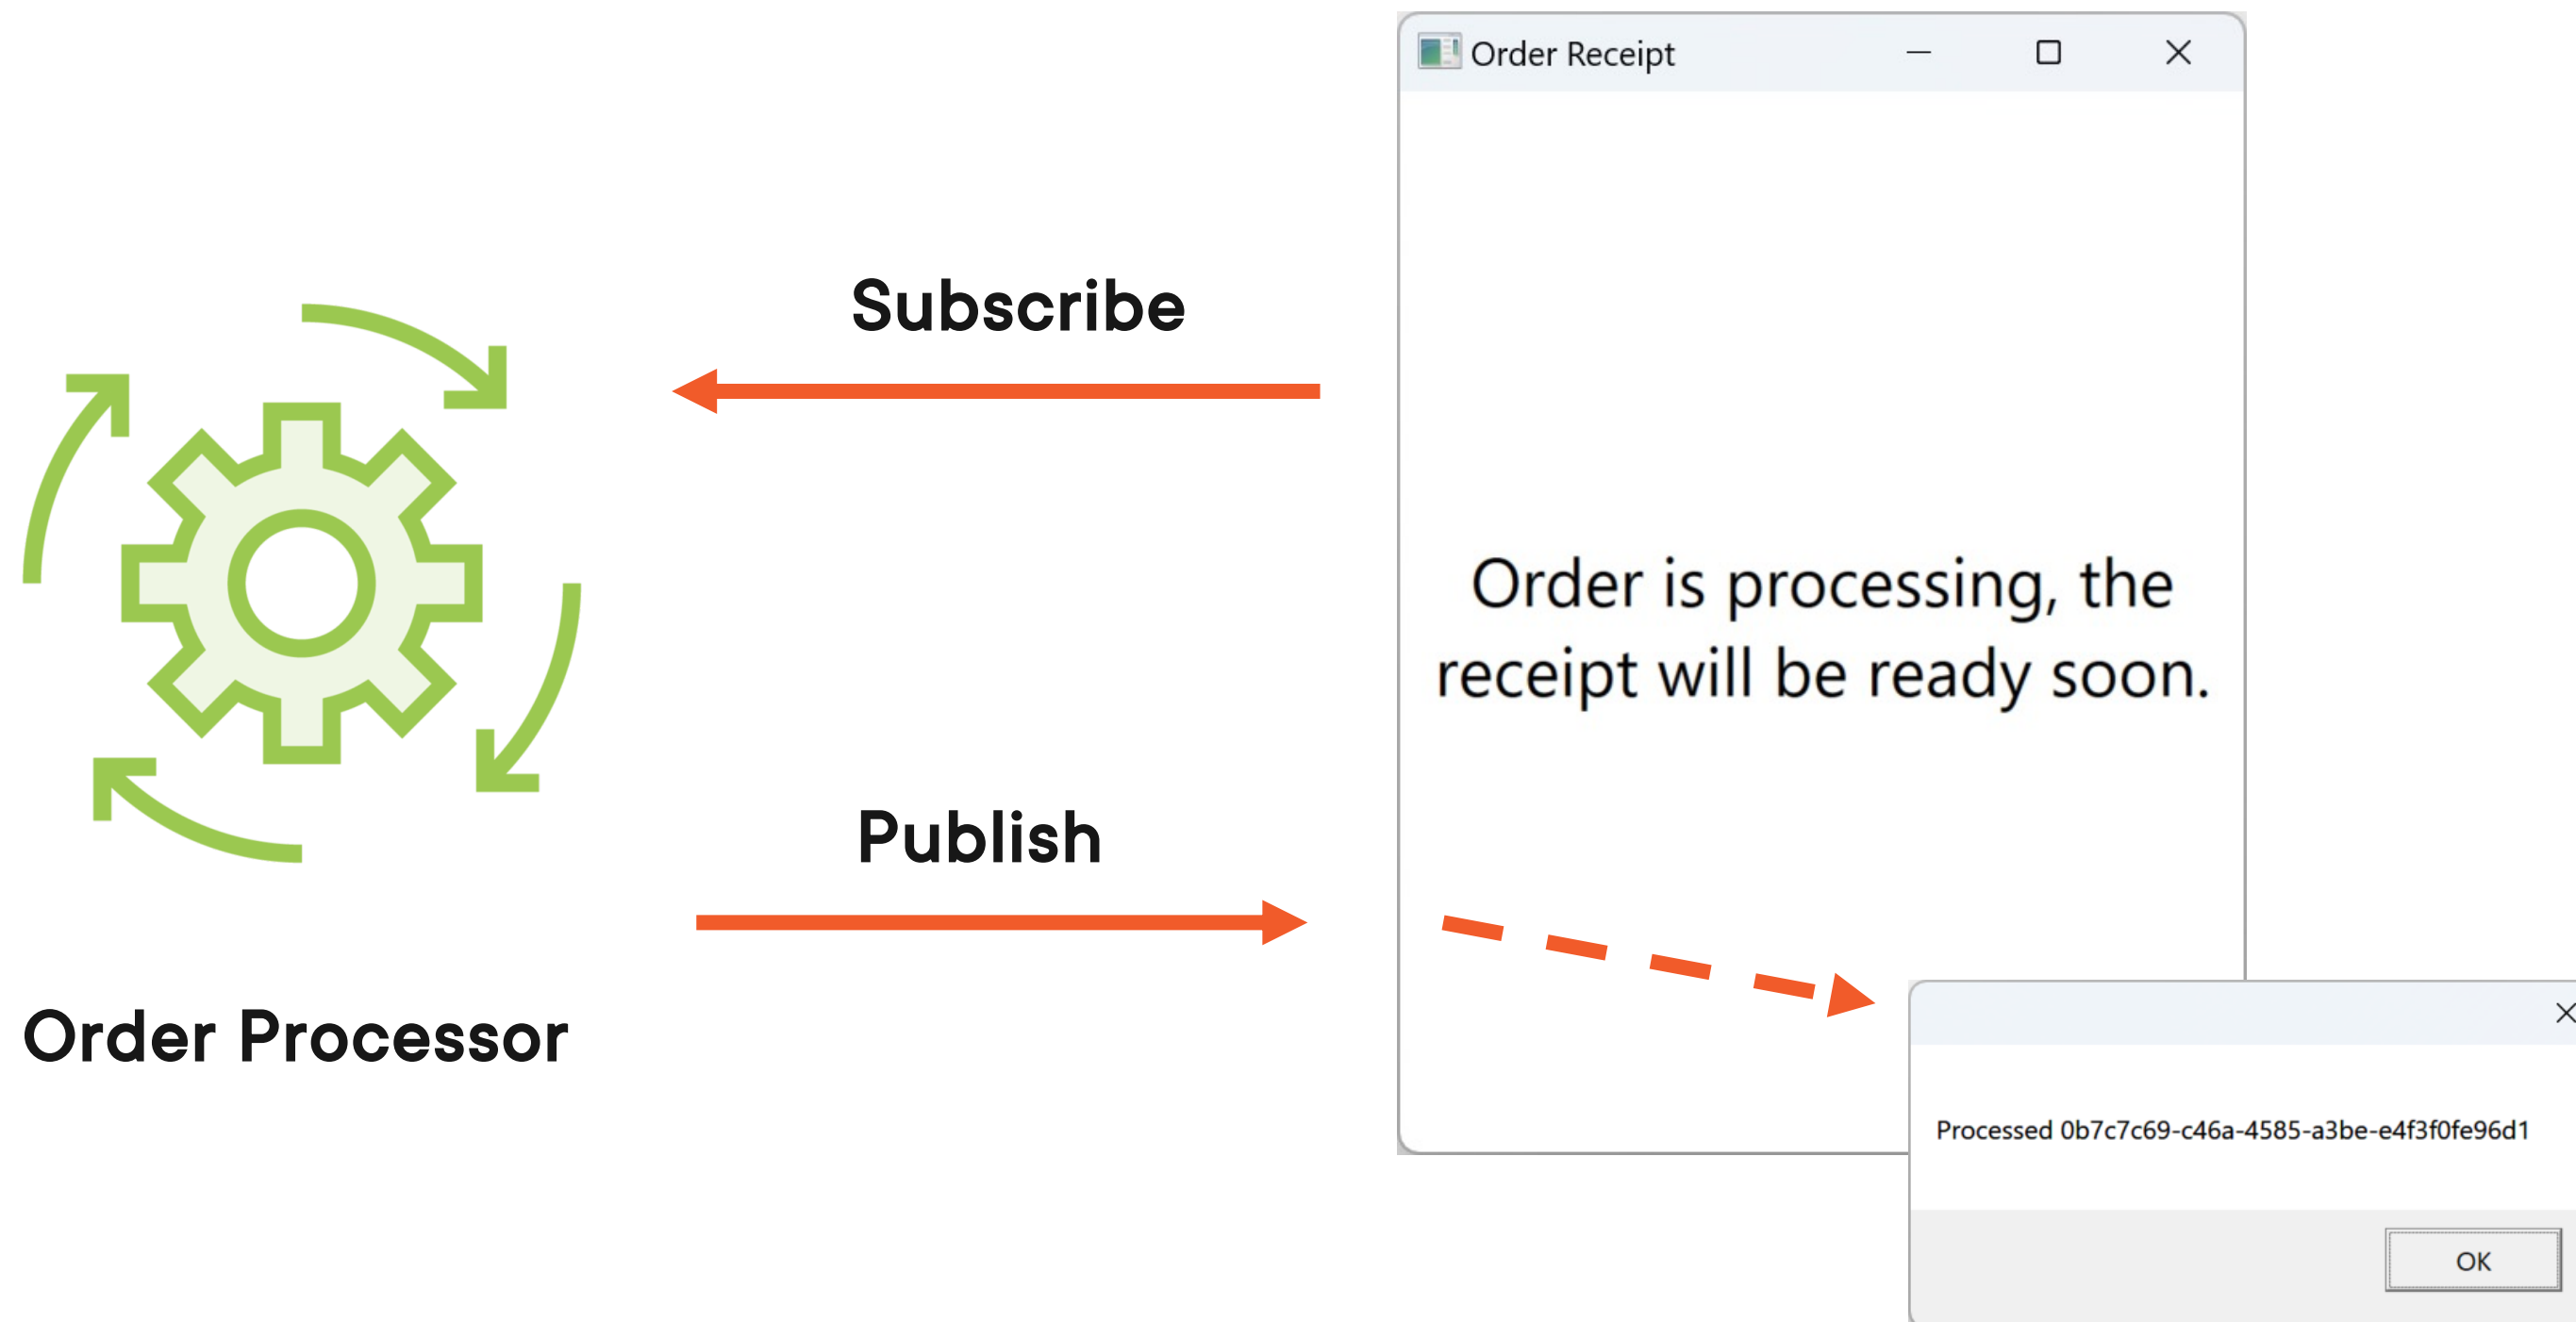 Order Receipt
Subscribe
Order is processing, the
receipt will be ready soon.
Publish
Order Processor
Processed 0b7c7c69-c46a-4585-a3be-e4f3f0fe96d1
OK